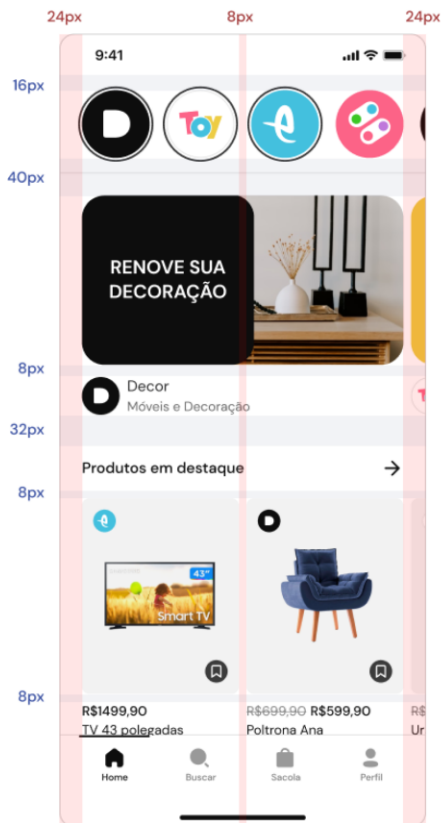 24px 8px 24px
9:41
16px
Toy
40px
RENOVE SUA
DECORAÇÃO
8px
Decor
Móveis e Decoração
32px
Produtos em destaque
8px
43"
Smart TV
8px
R$1499,90
R$699,90 R$599,90
R$
TV 43 polegadas
Poltrona Ana
Ur
Home
Buscar
Sacola
Perfil